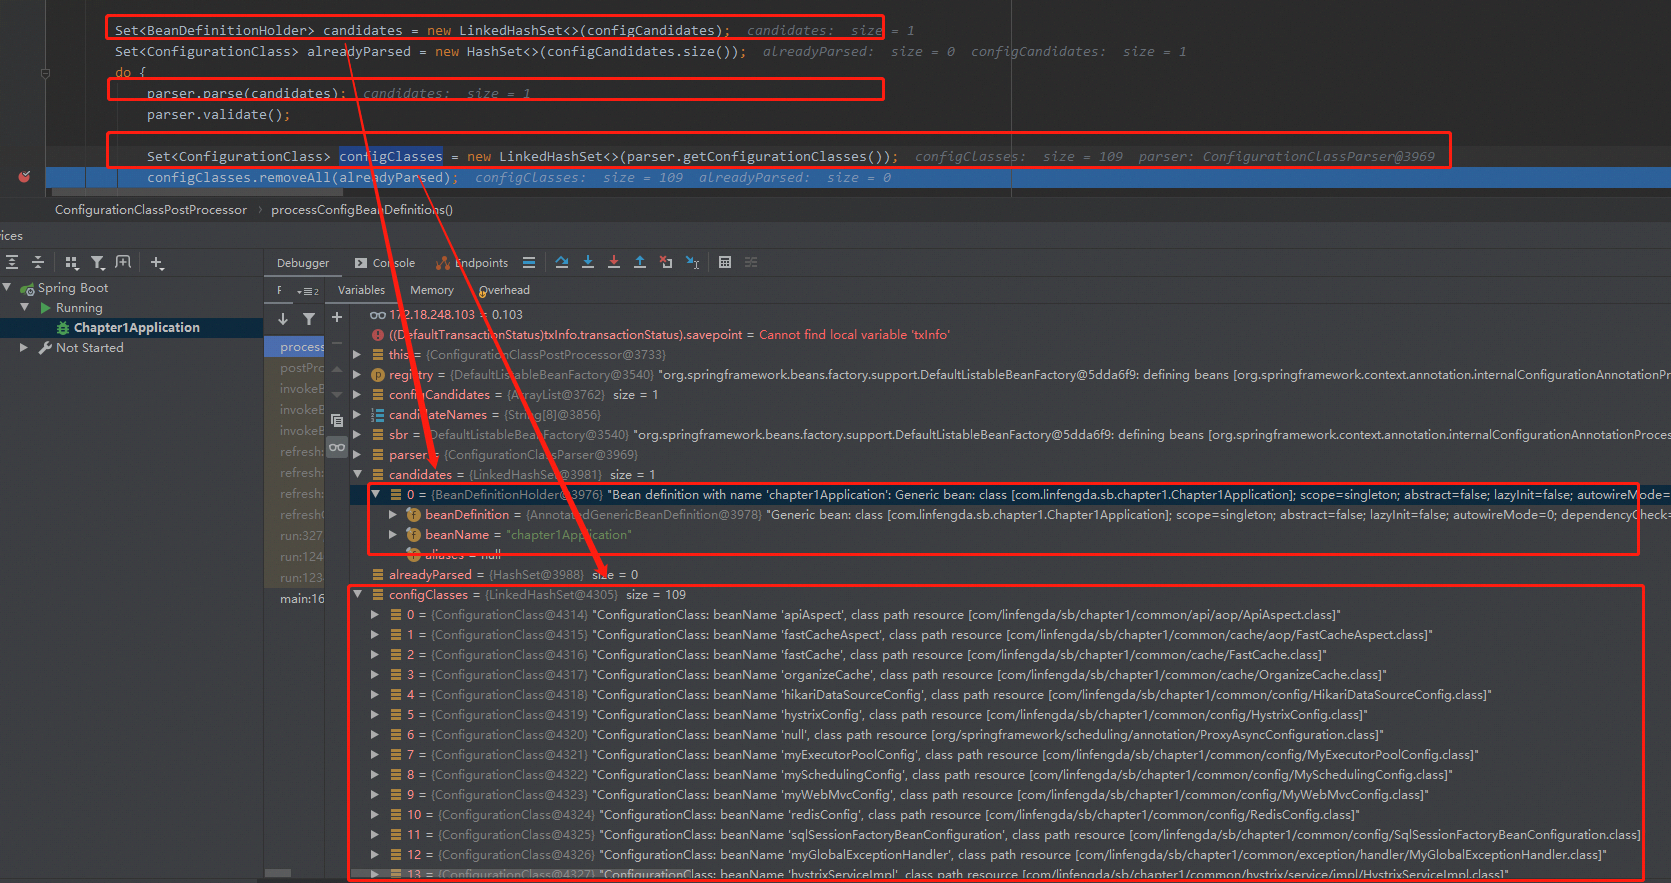 Set<BeanDefinitionHolder> candidates = new LinkedHashSet<>(configCandidates);  candidates:  size = 1
Set<ConfigurationClass> alreadyParsed = new HashSet<>(configCandidates.size());  alreadyParsed:  size = 0  configCandidates:  size = 1
do {
parser.parse(candidates);  candidates:  size = 1
parser.validate();
Set<ConfigurationClass> configClasses = new LinkedHashSet<>(parser.getConfigurationClasses());  configClasses:  size = 109  parser: ConfigurationClassParser@3969
configClasses.removeAll(alreadyParsed);  configClasses:  size = 109  alreadyParsed:  size = 0
ConfigurationClassPostProcessor > processConfigBeanDefinitions()
ices
Debugger Console Endpoints
Spring Boot
Running
Chapter1Application
Not Started
F 2 Variables Memory Overhead
process
postPro
invokeB
invokeB
invokeB
refresh:
refresh:
refresh:
refresh(
run:327
run:124
run:123
main:16
172.18.248.103 = 0.103
((DefaultTransactionStatus)txInfo.transactionStatus).savepoint = Cannot find local variable 'txInfo'
this = {ConfigurationClassPostProcessor@3733}
registry = {DefaultListableBeanFactory@3540} "org.springframework.beans.factory.support.DefaultListableBeanFactory@5dda6f9: defining beans [org.springframework.context.annotation.internalConfigurationAnnotationPr
configCandidates = {ArrayList@3762} size = 1
candidateNames = {String[8]@3856}
sbr = {DefaultListableBeanFactory@3540} "org.springframework.beans.factory.support.DefaultListableBeanFactory@5dda6f9: defining beans [org.springframework.context.annotation.internalConfigurationAnnotationProce
parser = {ConfigurationClassParser@3969}
candidates = {LinkedHashSet@3981} size = 1
0 = {BeanDefinitionHolder@3976} "Bean definition with name 'chapter1Application': Generic bean: class [com.linfengda.sb.chapter1.Chapter1Application]; scope=singleton; abstract=false; lazyInit=false; autowireMode=
beanDefinition = {AnnotatedGenericBeanDefinition@3978} "Generic bean: class [com.linfengda.sb.chapter1.Chapter1Application]; scope=singleton; abstract=false; lazyInit=false; autowireMode=0; dependencyCheck=
beanName = "chapter1Application"
aliases = null
alreadyParsed = {HashSet@3988} size = 0
configClasses = {LinkedHashSet@4305} size = 109
0 = {ConfigurationClass@4314} "ConfigurationClass: beanName 'apiAspect', class path resource [com/linfengda/sb/chapter1/common/api/aop/ApiAspect.class]"
1 = {ConfigurationClass@4315} "ConfigurationClass: beanName 'fastCacheAspect', class path resource [com/linfengda/sb/chapter1/common/cache/aop/FastCacheAspect.class]"
2 = {ConfigurationClass@4316} "ConfigurationClass: beanName 'fastCache', class path resource [com/linfengda/sb/chapter1/common/cache/FastCache.class]"
3 = {ConfigurationClass@4317} "ConfigurationClass: beanName 'organizeCache', class path resource [com/linfengda/sb/chapter1/common/cache/OrganizeCache.class]"
4 = {ConfigurationClass@4318} "ConfigurationClass: beanName 'hikariDataSourceConfig', class path resource [com/linfengda/sb/chapter1/common/config/HikariDataSourceConfig.class]"
5 = {ConfigurationClass@4319} "ConfigurationClass: beanName 'hystrixConfig', class path resource [com/linfengda/sb/chapter1/common/config/HystrixConfig.class]"
6 = {ConfigurationClass@4320} "ConfigurationClass: beanName 'null', class path resource [org/springframework/scheduling/annotation/ProxyAsyncConfiguration.class]"
7 = {ConfigurationClass@4321} "ConfigurationClass: beanName 'myExecutorPoolConfig', class path resource [com/linfengda/sb/chapter1/common/config/MyExecutorPoolConfig.class]"
8 = {ConfigurationClass@4322} "ConfigurationClass: beanName 'mySchedulingConfig', class path resource [com/linfengda/sb/chapter1/common/config/MySchedulingConfig.class]"
9 = {ConfigurationClass@4323} "ConfigurationClass: beanName 'myWebMvcConfig', class path resource [com/linfengda/sb/chapter1/common/config/MyWebMvcConfig.class]"
10 = {ConfigurationClass@4324} "ConfigurationClass: beanName 'redisConfig', class path resource [com/linfengda/sb/chapter1/common/config/RedisConfig.class]"
11 = {ConfigurationClass@4325} "ConfigurationClass: beanName 'sqlSessionFactoryBeanConfiguration', class path resource [com/linfengda/sb/chapter1/common/config/SqlSessionFactoryBeanConfiguration.class]
12 = {ConfigurationClass@4326} "ConfigurationClass: beanName 'myGlobalExceptionHandler', class path resource [com/linfengda/sb/chapter1/common/exception/handler/MyGlobalExceptionHandler.class]"
13 = {ConfigurationClass@4327} "ConfigurationClass: beanName 'hystrixServiceImpl', class path resource [com/linfengda/sb/chapter1/common/hystrix/service/impl/HystrixServiceImpl.class]"